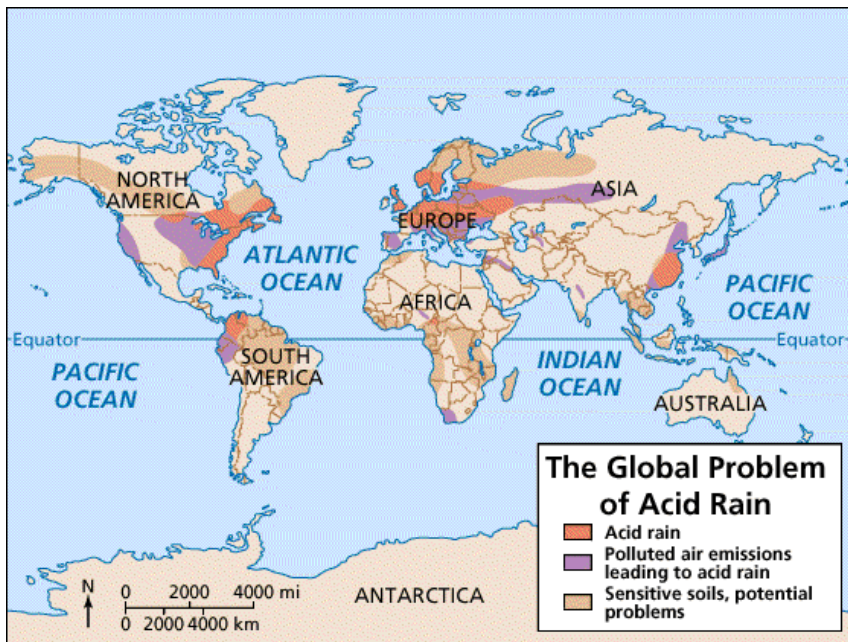 NORTH
AMERICA
ASIA
EUROPE
ATLANTIC
OCEAN
PACIFIC
OCEAN
AFRICA
Equator
Equator
SOUTH
AMERICA
PACIFIC
OCEAN
INDIAN
OCEAN
AUSTRALIA
The Global Problem
of Acid Rain
Acid rain
Polluted air emissions
leading to acid rain
Sensitive soils, potential
problems
N
0 2000 4000 mi
0 2000 4000 km
ANTARCTICA